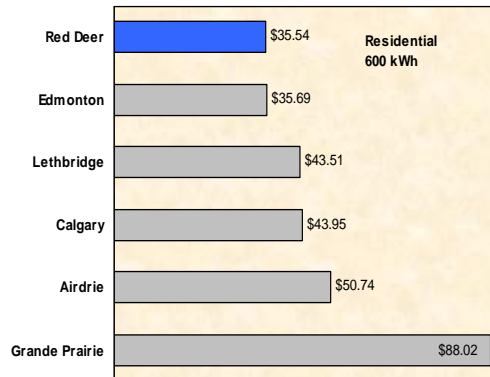 Red Deer $35.54
Residential
600 kWh
Edmonton $35.69
Lethbridge $43.51
Calgary $43.95
Airdrie $50.74
Grande Prairie $88.02